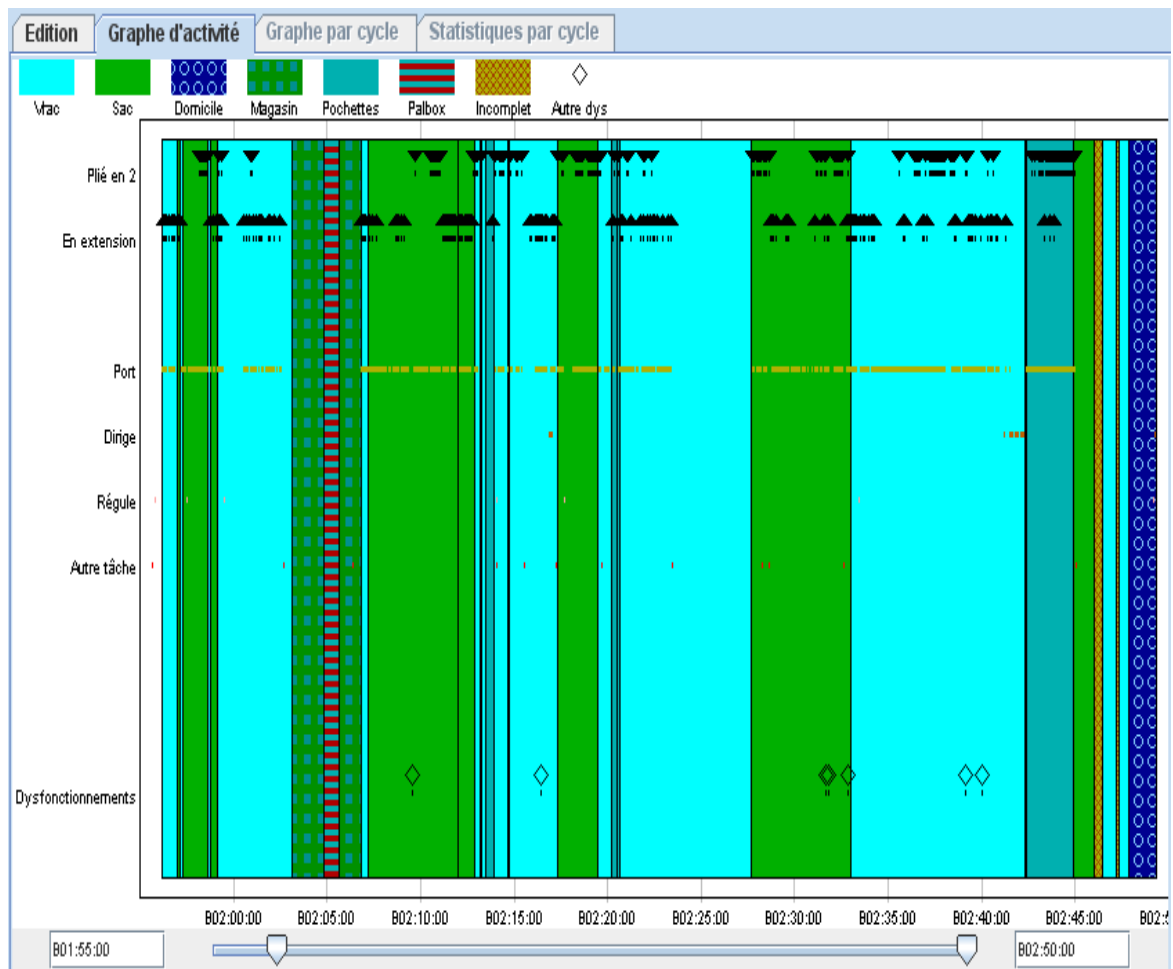 Edition Graphe d'activité Graphe par cycle Statistiques par cycle
Vrac Sac Domicile Magasin Pochettes Palbox Incomplet Autre dys
Plié en 2
En extension
Port
Dirige
Régule
Autre tâche
Dysfonctionnements
B02:00:00 B02:05:00 B02:10:00 B02:15:00 B02:20:00 B02:25:00 B02:30:00 B02:35:00 B02:40:00 B02:45:00 B02:5
B01:55:00 B02:50:00